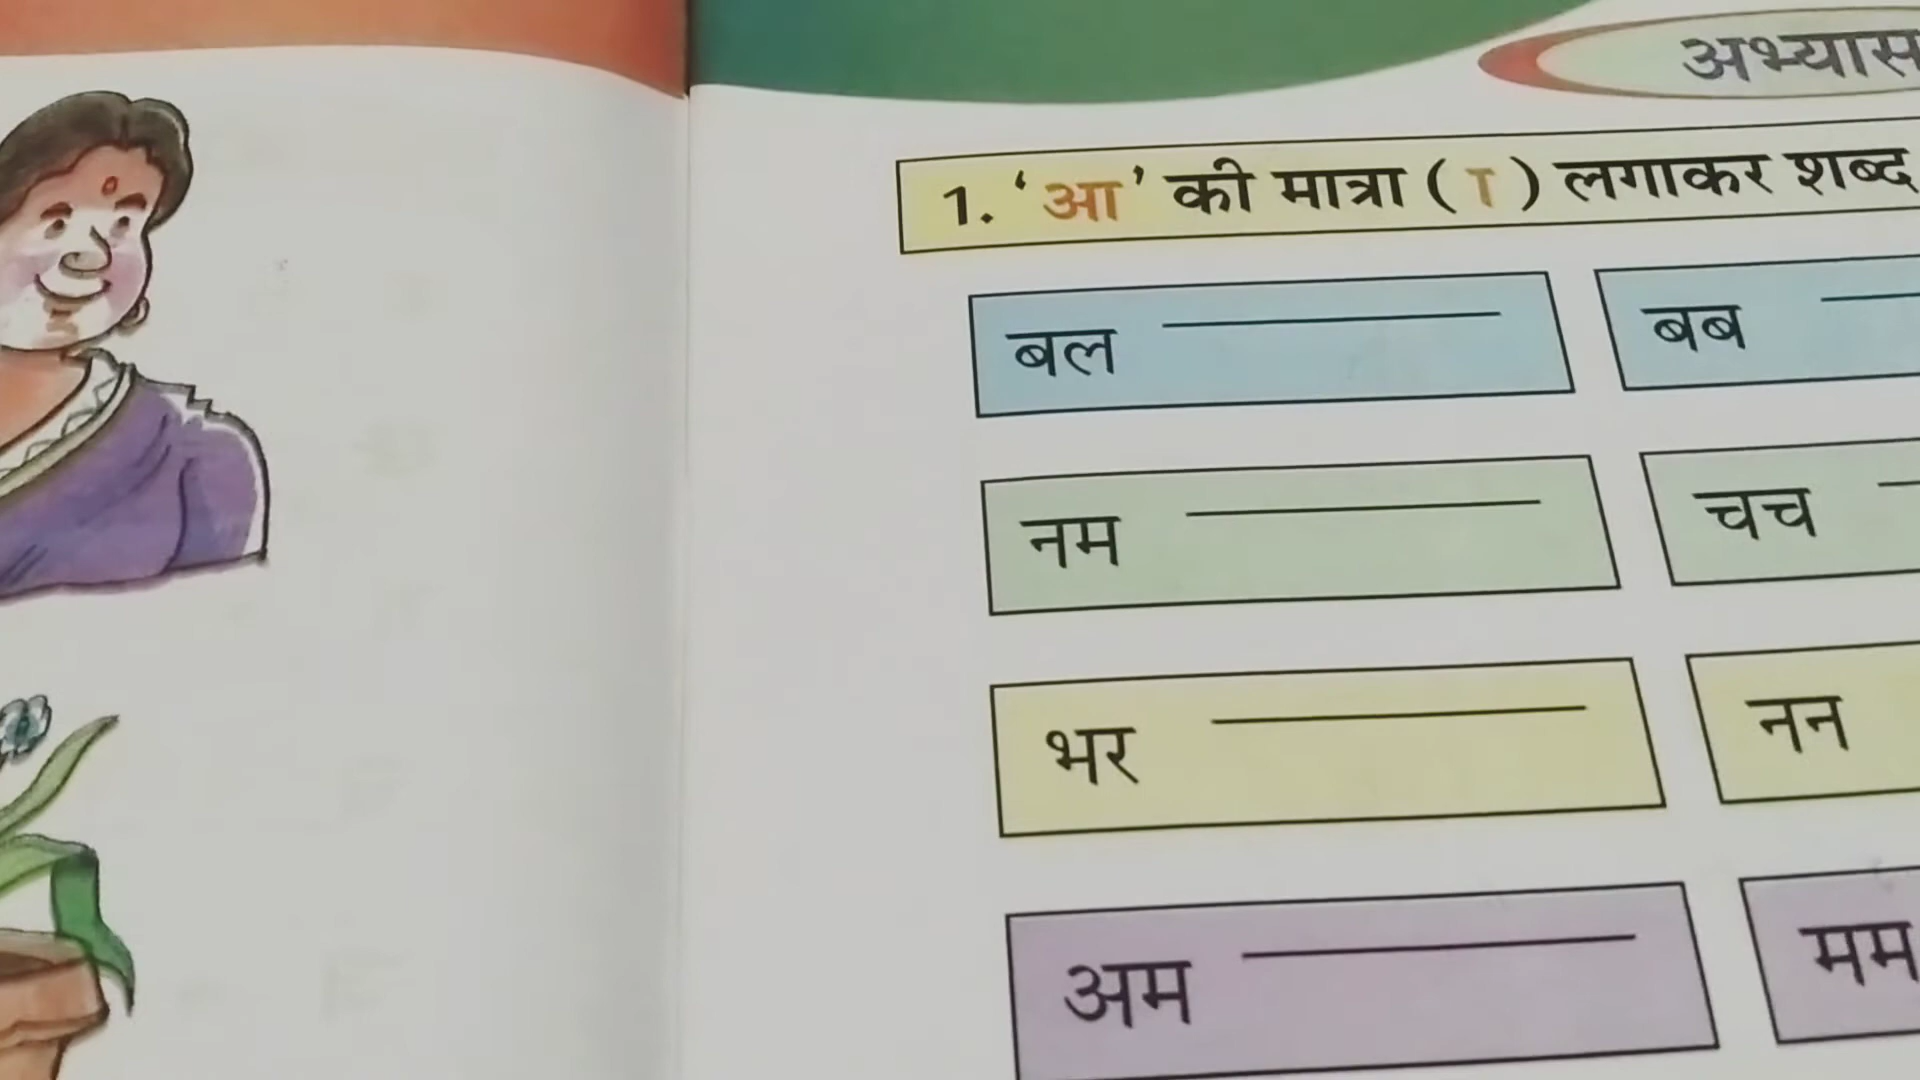 अभ्यास
1. ‘आ’ की मात्रा ( ा ) लगाकर शब्द
बल बब
नम चच
भर नन
अम मम